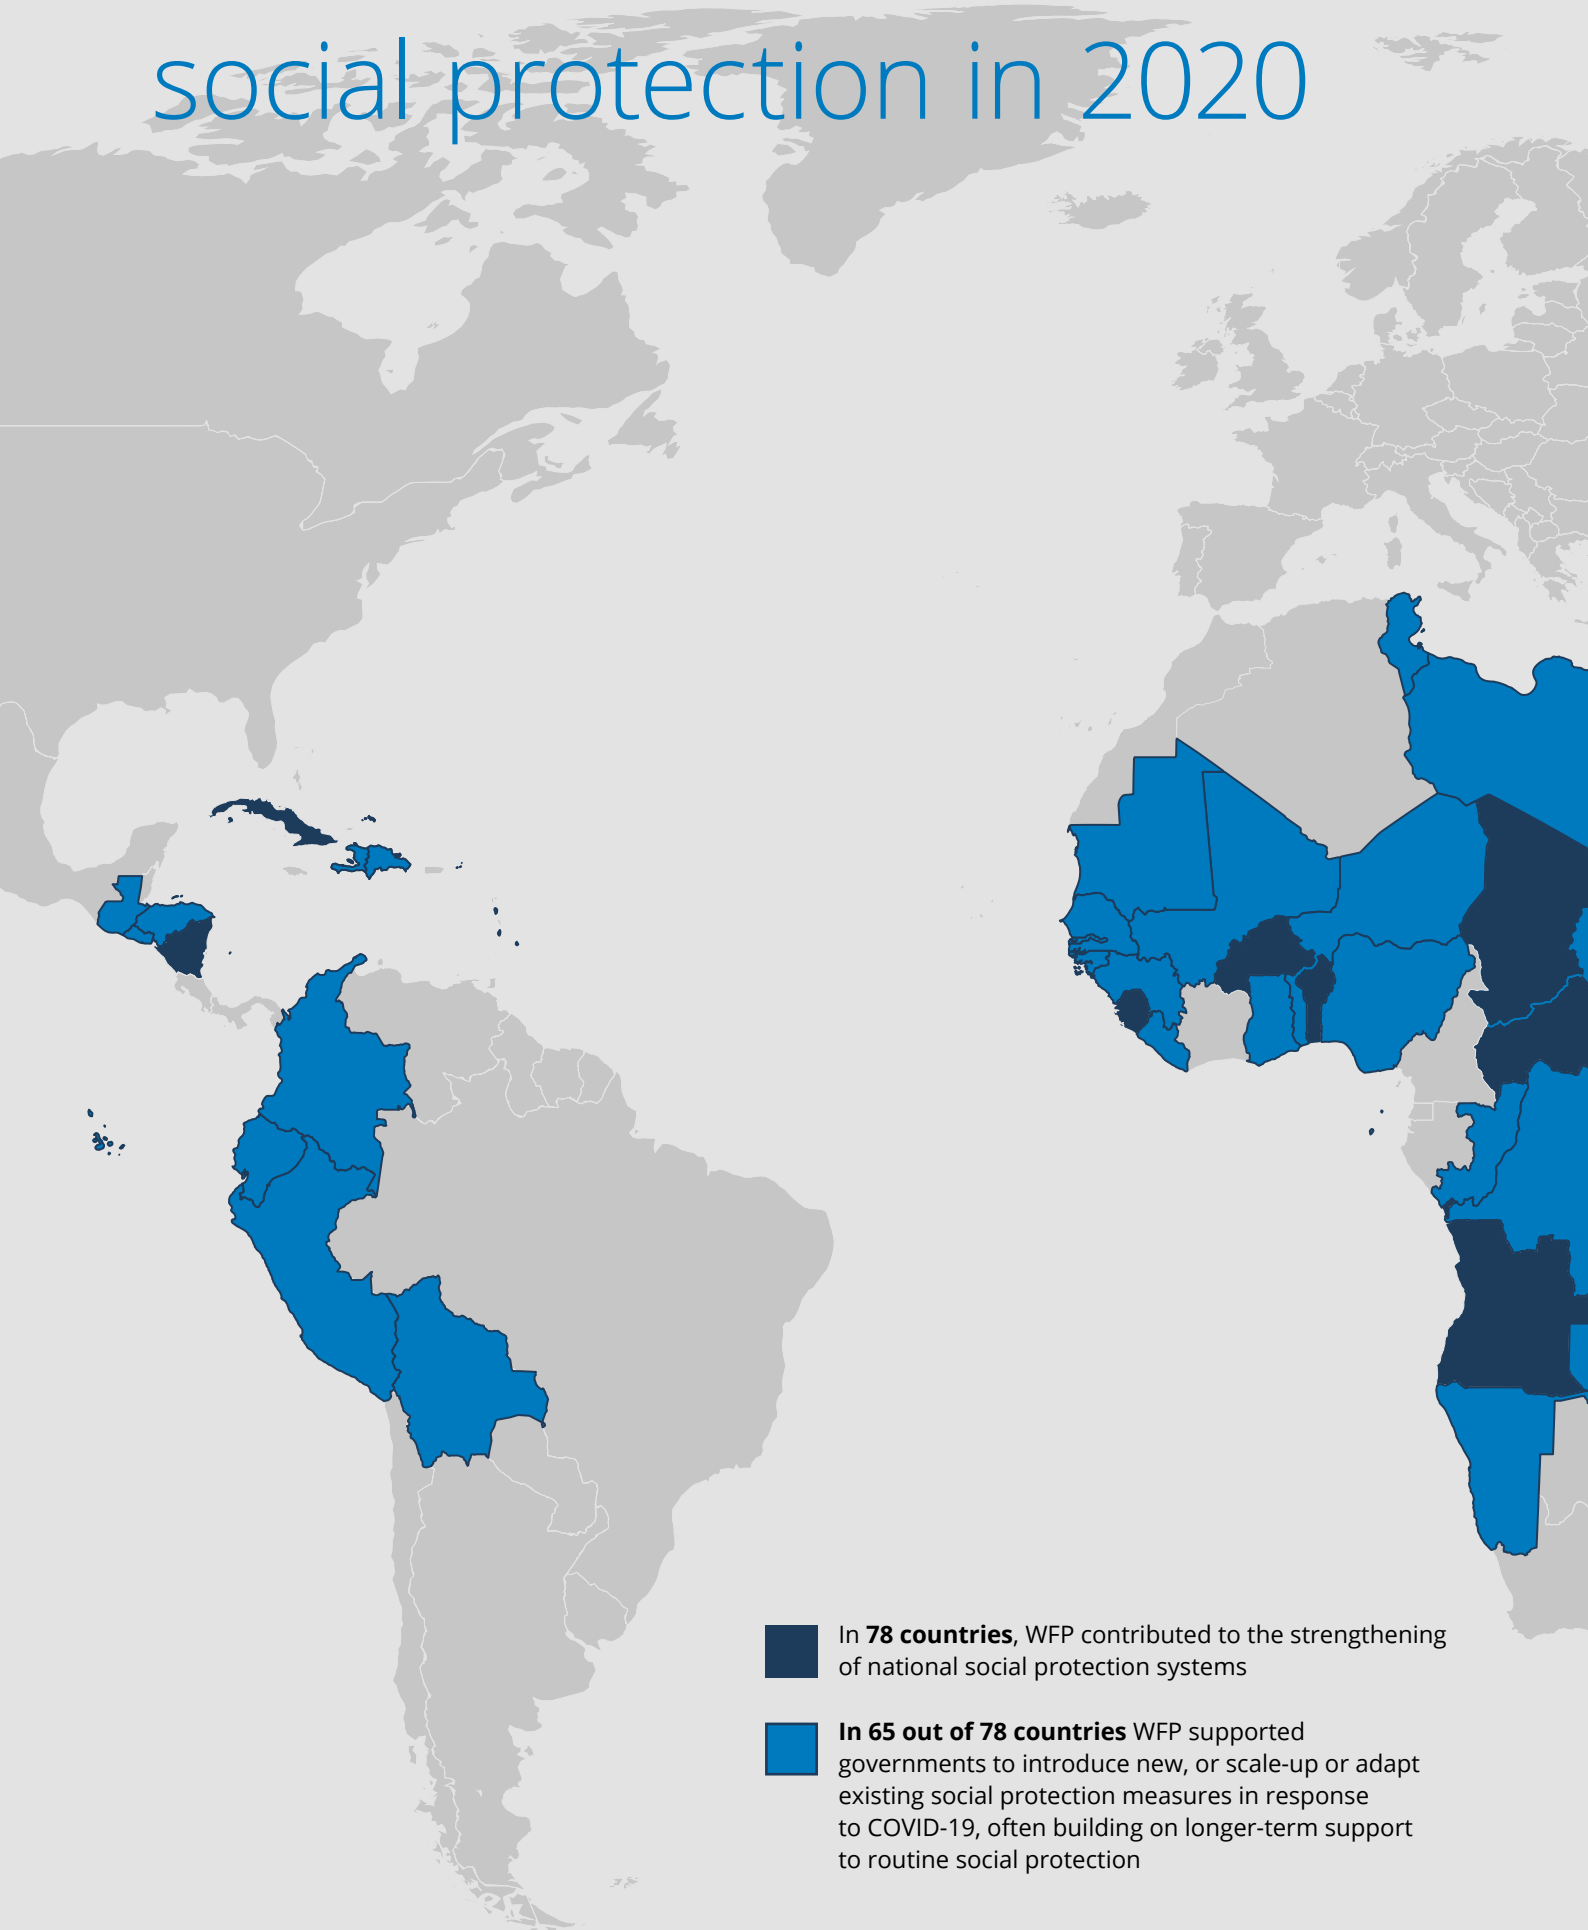 social protection in 2020
In 78 countries, WFP contributed to the strengthening
of national social protection systems
In 65 out of 78 countries WFP supported
governments to introduce new, or scale-up or adapt
existing social protection measures in response
to COVID-19, often building on longer-term support
to routine social protection